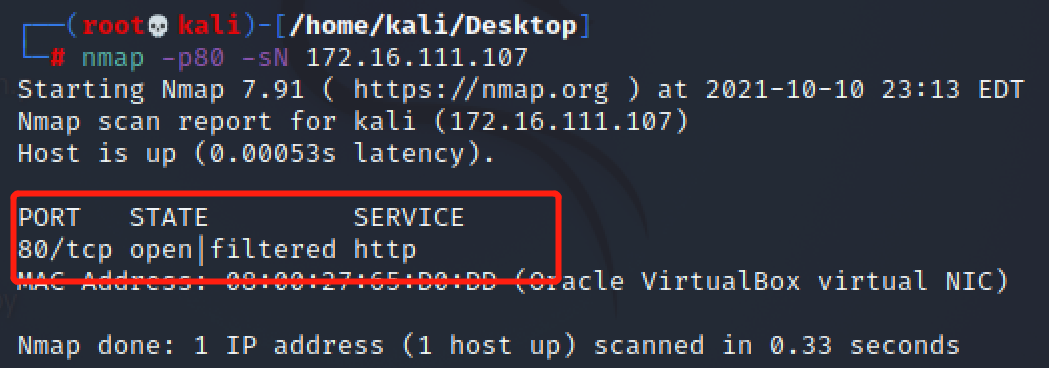 (root💀kali)-[/home/kali/Desktop]
# nmap -p80 -sN 172.16.111.107
Starting Nmap 7.91 ( https://nmap.org ) at 2021-10-10 23:13 EDT
Nmap scan report for kali (172.16.111.107)
Host is up (0.00053s latency).
PORT STATE SERVICE
80/tcp open|filtered http
MAC Address: 08:00:27:65:D0:DD (Oracle VirtualBox virtual NIC)
Nmap done: 1 IP address (1 host up) scanned in 0.33 seconds